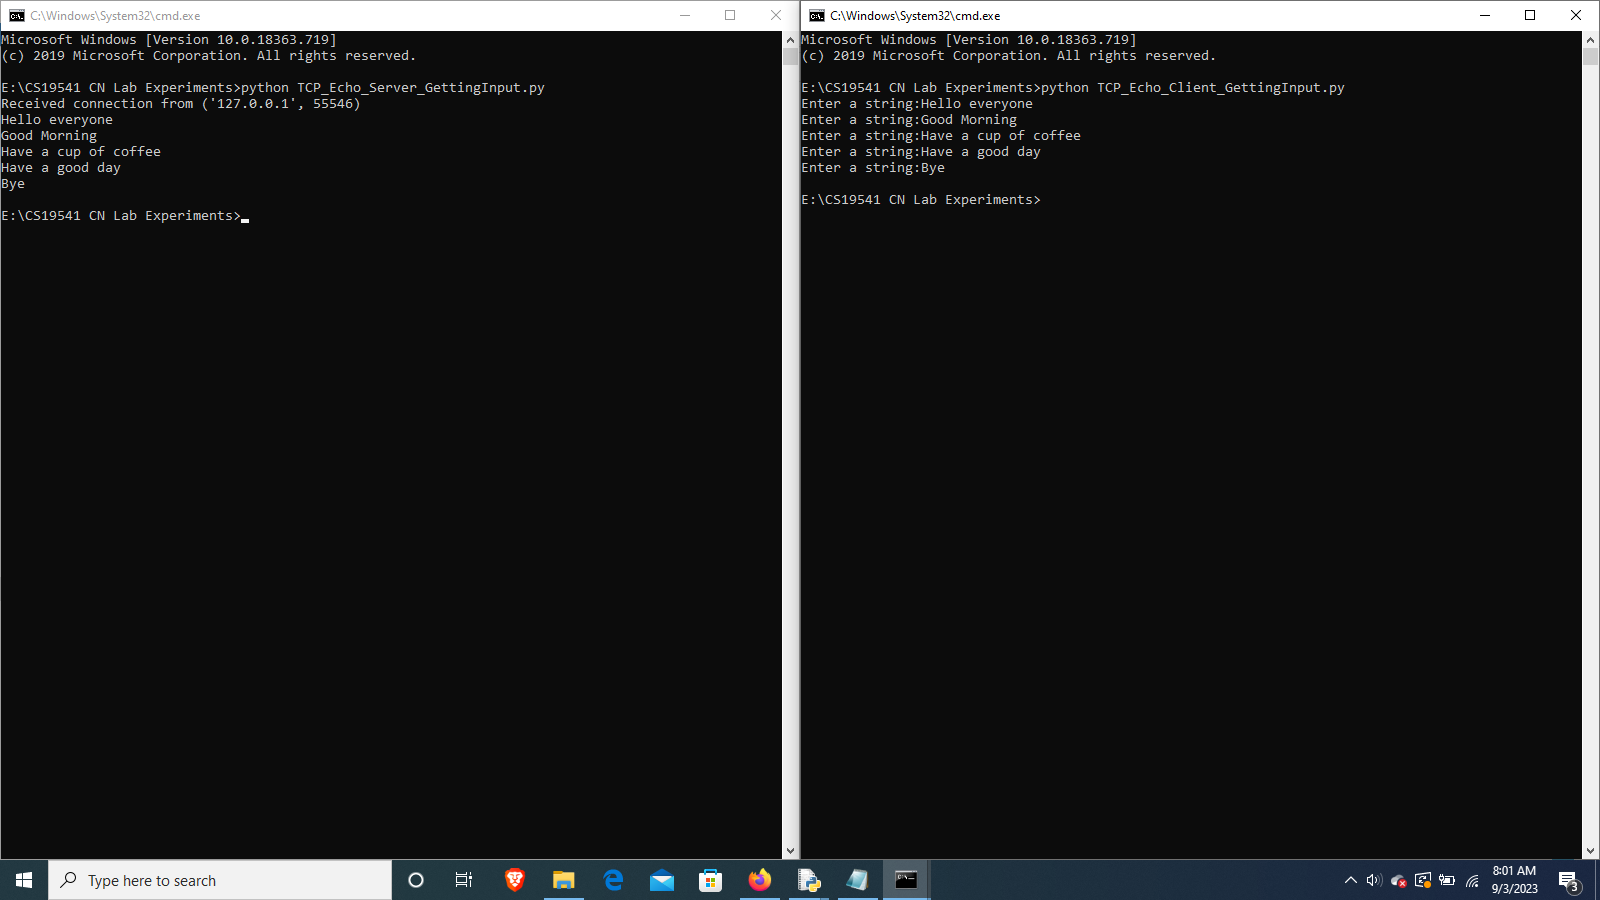 C:\Windows\System32\cmd.exe
Microsoft Windows [Version 10.0.18363.719]
(c) 2019 Microsoft Corporation. All rights reserved.
E:\CS19541 CN Lab Experiments>python TCP_Echo_Server_GettingInput.py
Received connection from ('127.0.0.1', 55546)
Hello everyone
Good Morning
Have a cup of coffee
Have a good day
Bye
E:\CS19541 CN Lab Experiments>
C:\Windows\System32\cmd.exe
Microsoft Windows [Version 10.0.18363.719]
(c) 2019 Microsoft Corporation. All rights reserved.
E:\CS19541 CN Lab Experiments>python TCP_Echo_Client_GettingInput.py
Enter a string:Hello everyone
Enter a string:Good Morning
Enter a string:Have a cup of coffee
Enter a string:Have a good day
Enter a string:Bye
E:\CS19541 CN Lab Experiments>
Type here to search
8:01 AM
9/3/2023
3